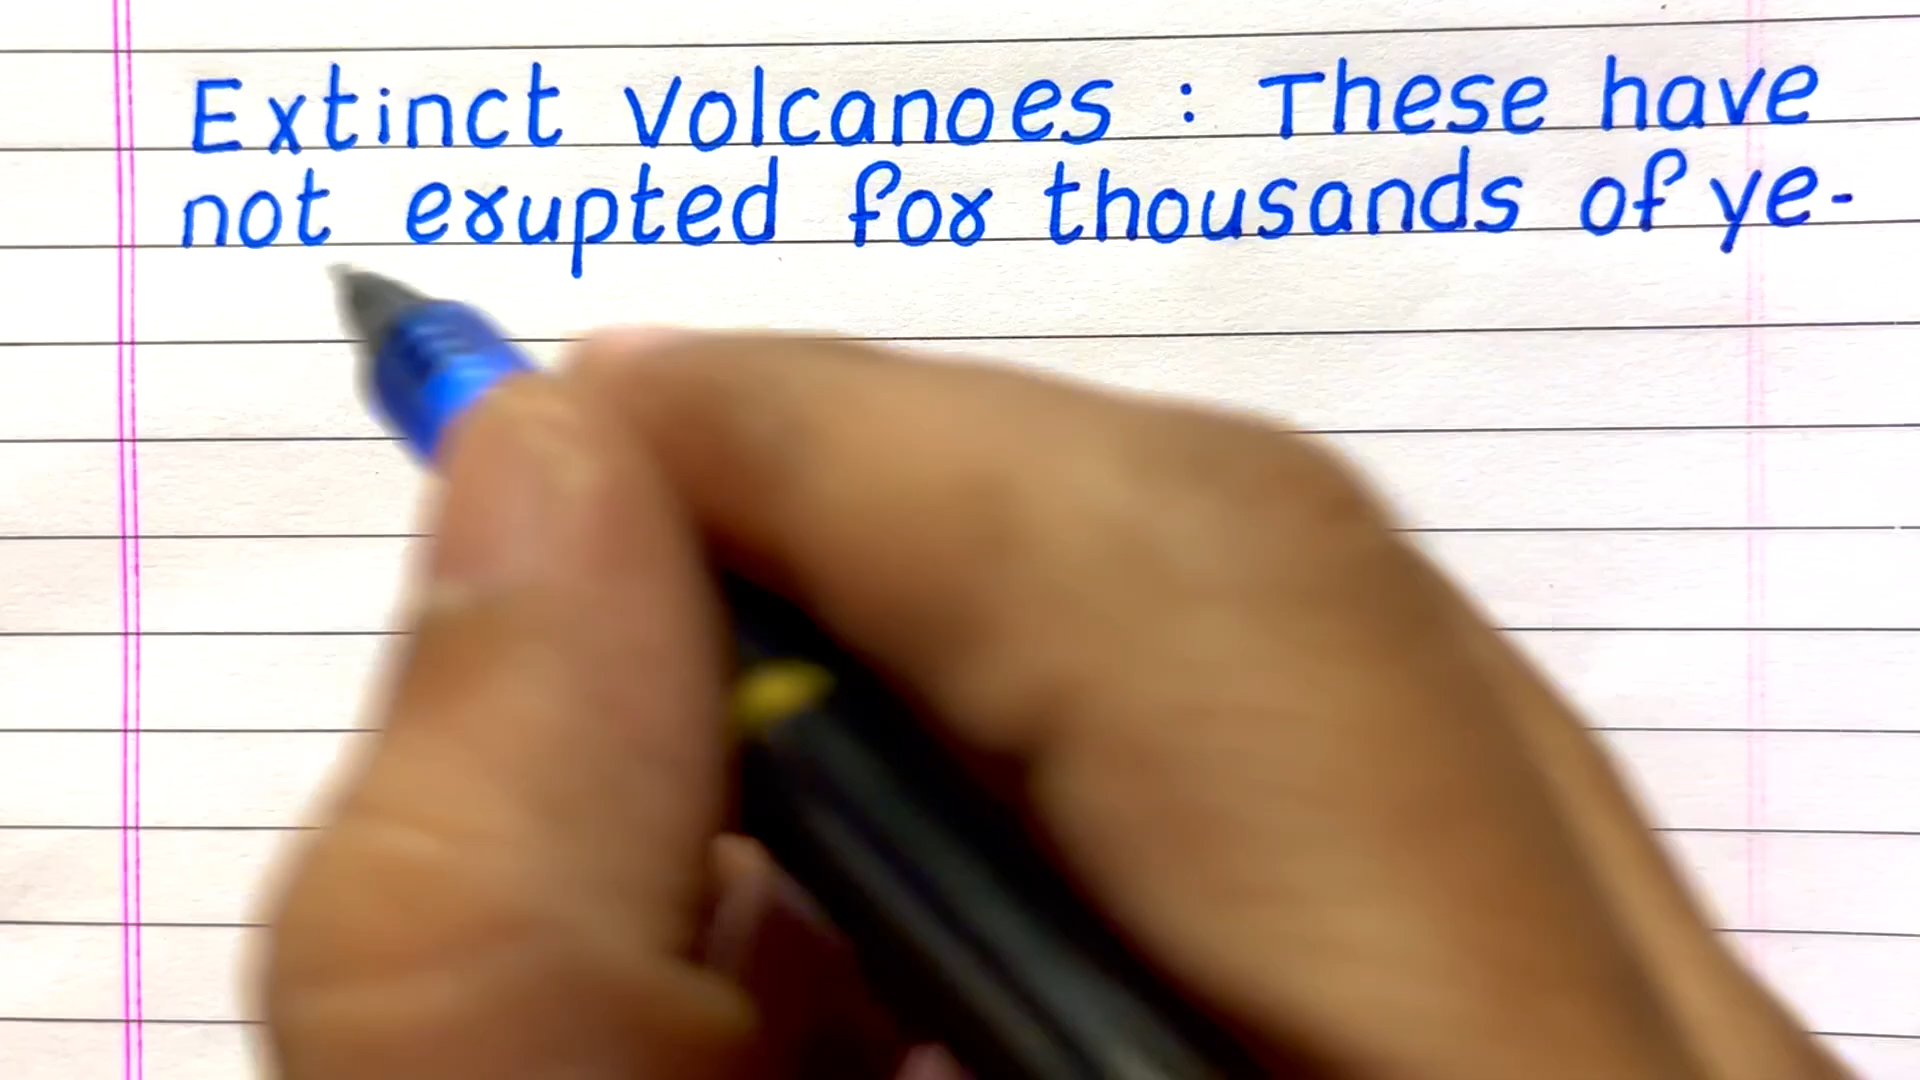 Extinct Volcanoes : These have
not erupted for thousands of ye-